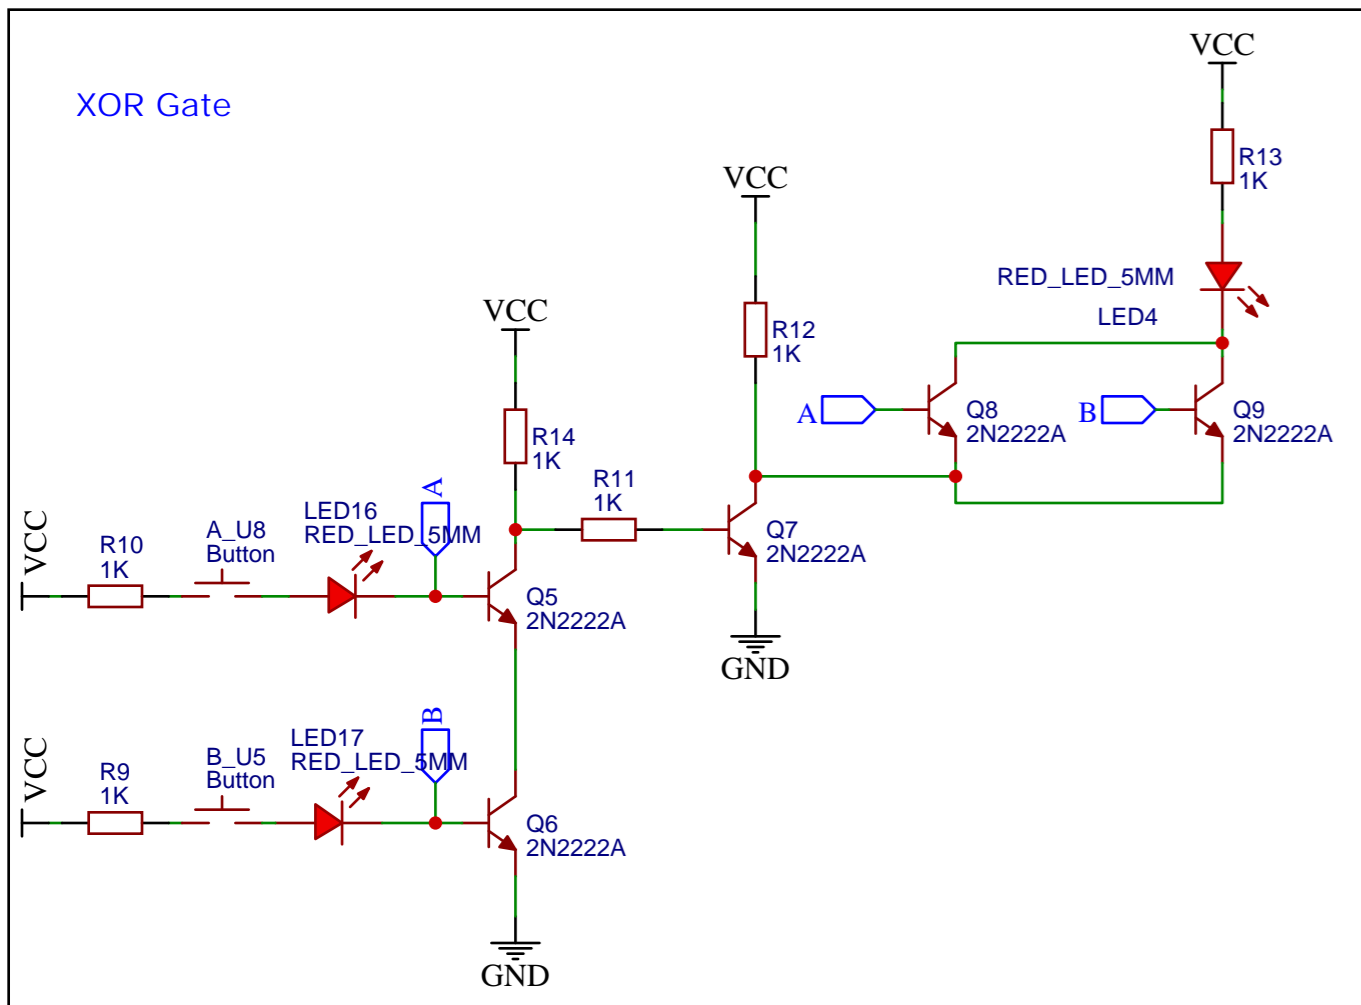 XOR Gate
VCC
R13
1K
VCC
RED_LED_5MM
LED4
VCC
R12
1K
A
Q8
2N2222A
B
Q9
2N2222A
R14
1K
R11
1K
A
LED16
RED_LED_5MM
Q7
2N2222A
VCC
R10
1K
A_U8
Button
Q5
2N2222A
GND
B
LED17
RED_LED_5MM
VCC
R9
1K
B_U5
Button
Q6
2N2222A
GND